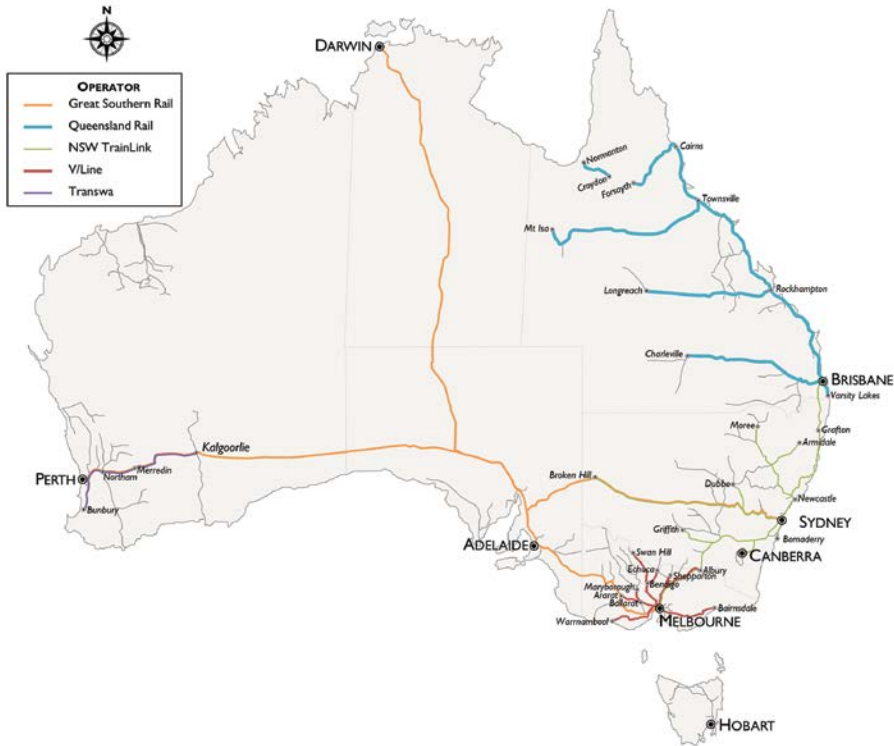 N
DARWIN
OPERATOR
Great Southern Rail
Queensland Rail
NSW TrainLink
V/Line
Transwa
Normanton
Cairns
Croydon
Forsyth
Townsville
Mt Isa
Longreach
Rockhampton
Charleville
BRISBANE
Varsity Lakes
Moree
Grafton
Armidale
Kalgoorlie
Merredin
Northam
PERTH
Bunbury
Broken Hill
Dubbo
Newcastle
SYDNEY
Griffith
Bomaderry
ADELAIDE
CANBERRA
Swan Hill
Echuca
Shepparton
Albury
Bendigo
Maryborough
Ararat
Ballarat
Bairnsdale
Warrnambool
MELBOURNE
HOBART